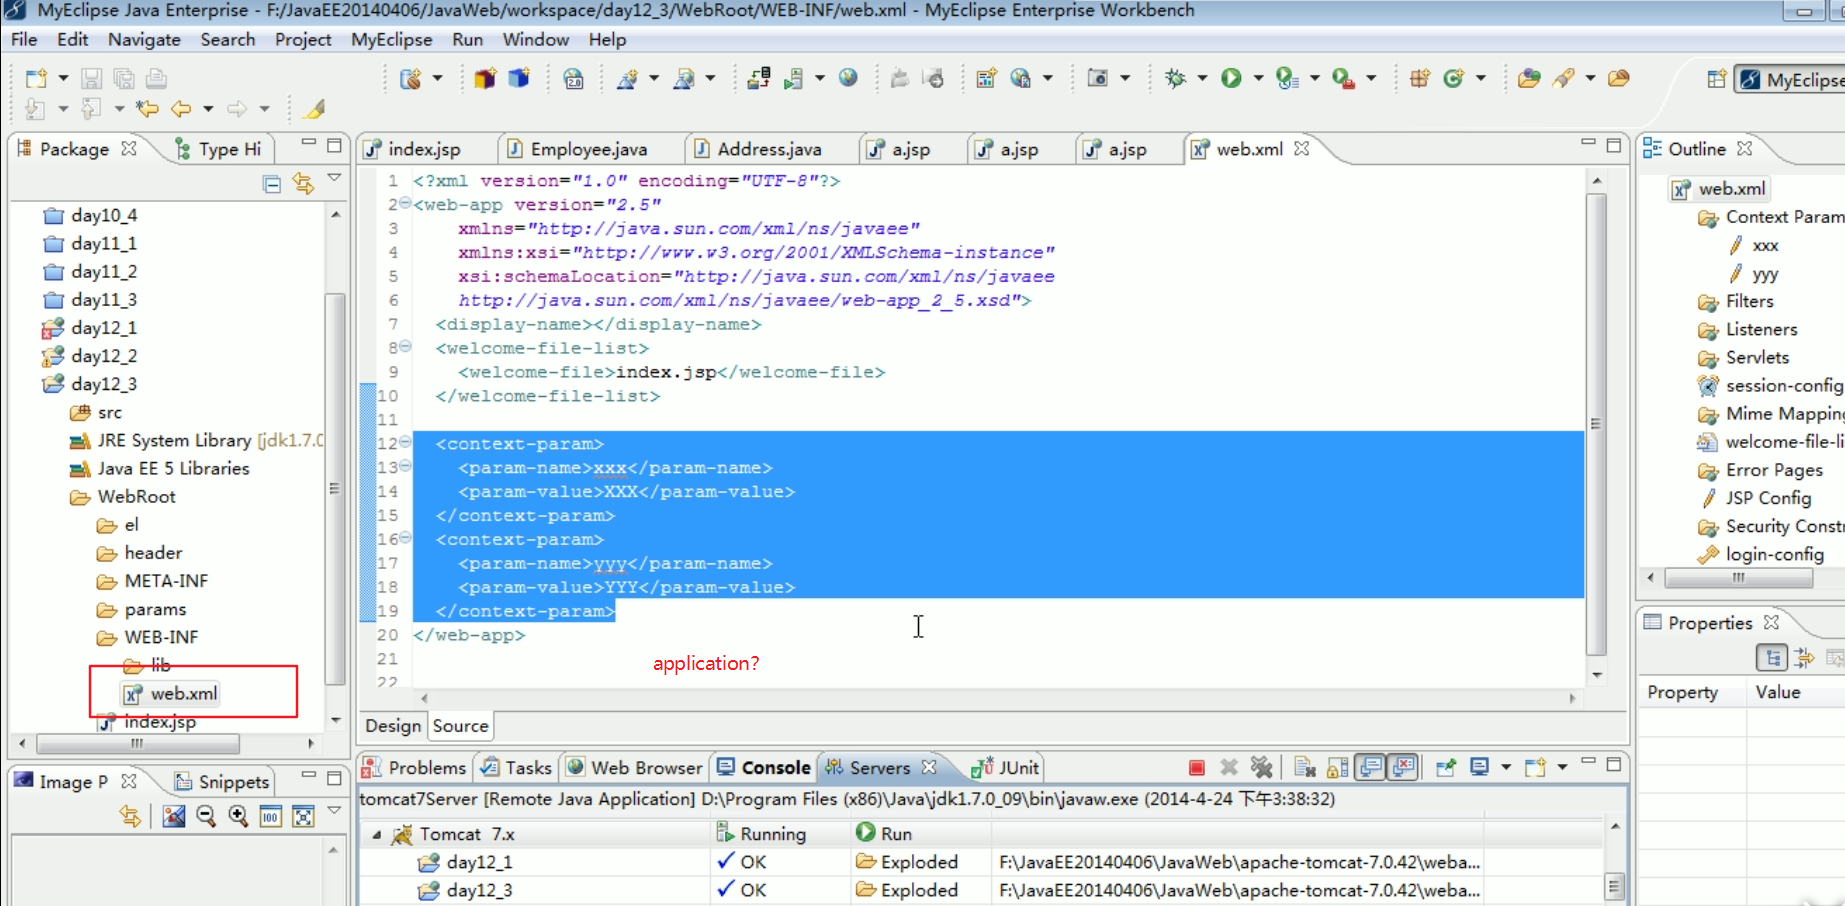 MyEclipse Java Enterprise - F:/JavaEE20140406/JavaWeb/workspace/day12_3/WebRoot/WEB-INF/web.xml - MyEclipse Enterprise Workbench
File Edit Navigate Search Project MyEclipse Run Window Help
MyEclipse
Package Type Hi
day10_4
day11_1
day11_2
day11_3
day12_1
day12_2
day12_3
src
JRE System Library [jdk1.7.0
Java EE 5 Libraries
WebRoot
el
header
META-INF
params
WEB-INF
lib
web.xml
index.jsp
Image P Snippets
index.jsp Employee.java Address.java a.jsp a.jsp a.jsp web.xml
1 <?xml version="1.0" encoding="UTF-8"?>
2 <web-app version="2.5"
3 xmlns="http://java.sun.com/xml/ns/javaee"
4 xmlns:xsi="http://www.w3.org/2001/XMLSchema-instance"
5 xsi:schemaLocation="http://java.sun.com/xml/ns/javaee
6 http://java.sun.com/xml/ns/javaee/web-app_2_5.xsd">
7 <display-name></display-name>
8 <welcome-file-list>
9 <welcome-file>index.jsp</welcome-file>
10 </welcome-file-list>
11
12 <context-param>
13 <param-name>xxx</param-name>
14 <param-value>XXX</param-value>
15 </context-param>
16 <context-param>
17 <param-name>yyy</param-name>
18 <param-value>YYY</param-value>
19 </context-param>
20 </web-app>
21
22
application?
Design Source
Problems Tasks Web Browser Console Servers JUnit
tomcat7Server [Remote Java Application] D:\Program Files (x86)\Java\jdk1.7.0_09\bin\javaw.exe (2014-4-24 下午3:38:32)
Tomcat 7.x Running Run
day12_1 OK Exploded F:\JavaEE20140406\JavaWeb\apache-tomcat-7.0.42\weba...
day12_3 OK Exploded F:\JavaEE20140406\JavaWeb\apache-tomcat-7.0.42\weba...
Outline
web.xml
Context Param
xxx
yyy
Filters
Listeners
Servlets
session-config
Mime Mapping
welcome-file-li
Error Pages
JSP Config
Security Constr
login-config
Properties
Property Value